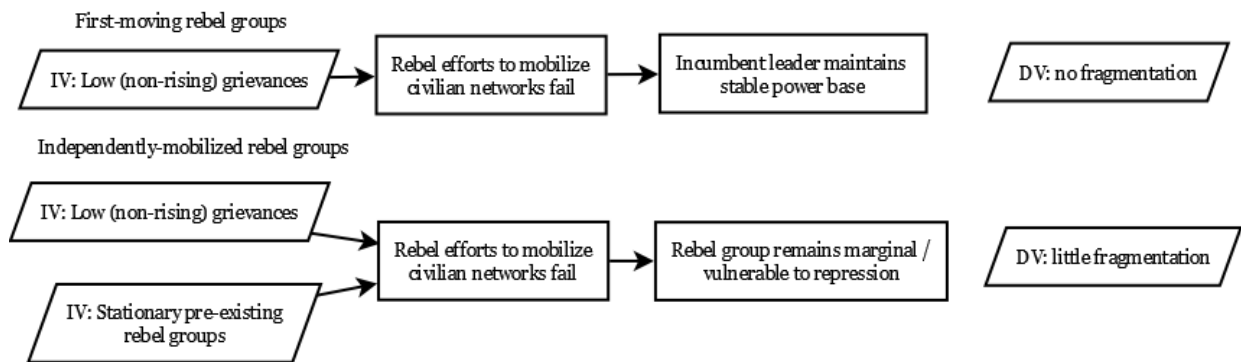 First-moving rebel groups
IV: Low (non-rising) grievances
Rebel efforts to mobilize
civilian networks fail
Incumbent leader maintains
stable power base
DV: no fragmentation
Independently-mobilized rebel groups
IV: Low (non-rising) grievances
Rebel efforts to mobilize
civilian networks fail
Rebel group remains marginal /
vulnerable to repression
DV: little fragmentation
IV: Stationary pre-existing
rebel groups